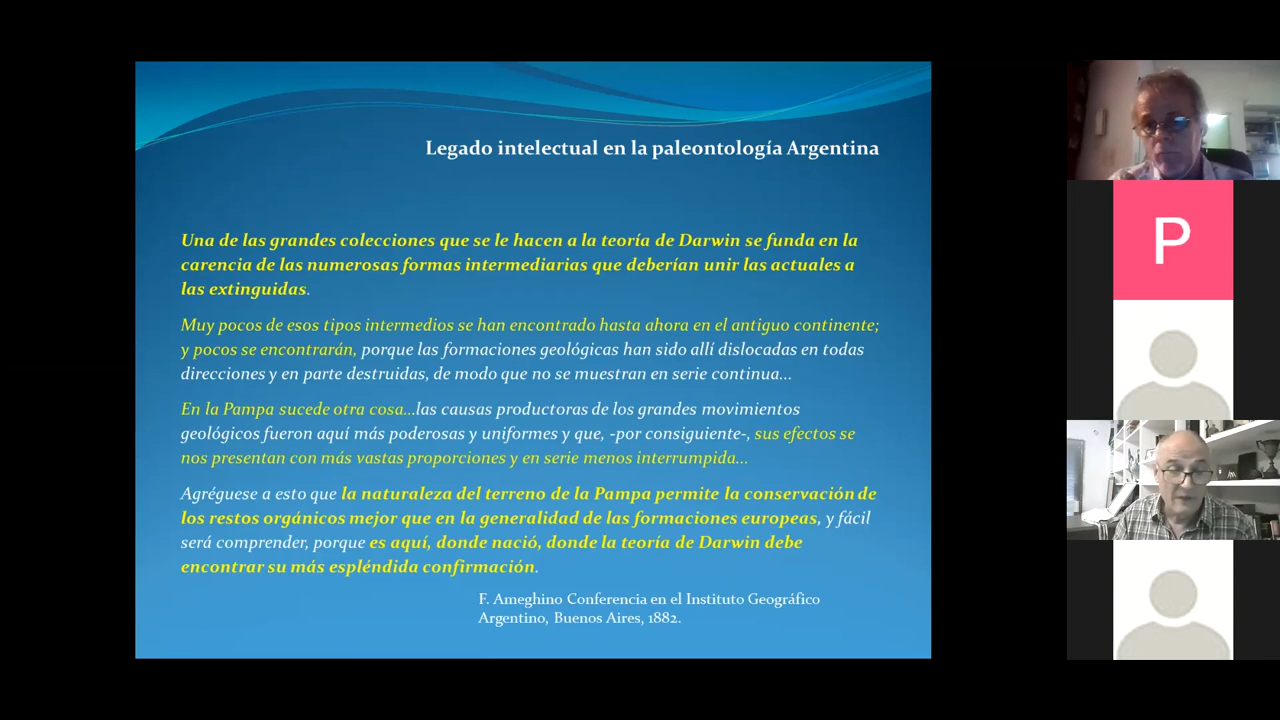 Legado intelectual en la paleontología Argentina
Una de las grandes colecciones que se le hacen a la teoría de Darwin se funda en la
carencia de las numerosas formas intermediarias que deberían unir las actuales a
las extinguidas.
Muy pocos de esos tipos intermedios se han encontrado hasta ahora en el antiguo continente;
y pocos se encontrarán, porque las formaciones geológicas han sido allí dislocadas en todas
direcciones y en parte destruidas, de modo que no se muestran en serie continua...
En la Pampa sucede otra cosa...las causas productoras de los grandes movimientos
geológicos fueron aquí más poderosas y uniformes y que, -por consiguiente-, sus efectos se
nos presentan con más vastas proporciones y en serie menos interrumpida...
Agréguese a esto que la naturaleza del terreno de la Pampa permite la conservación de
los restos orgánicos mejor que en la generalidad de las formaciones europeas, y fácil
será comprender, porque es aquí, donde nació, donde la teoría de Darwin debe
encontrar su más espléndida confirmación.
F. Ameghino Conferencia en el Instituto Geográfico
Argentino, Buenos Aires, 1882.
P